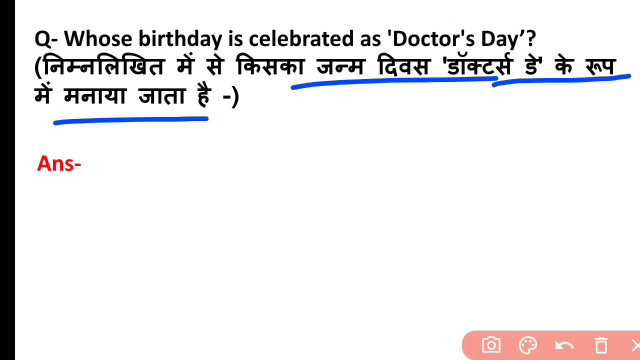 Q- Whose birthday is celebrated as 'Doctor's Day’?
(निम्नलिखित में से किसका जन्म दिवस 'डॉक्टर्स डे' के रूप
में मनाया जाता है -)
Ans-